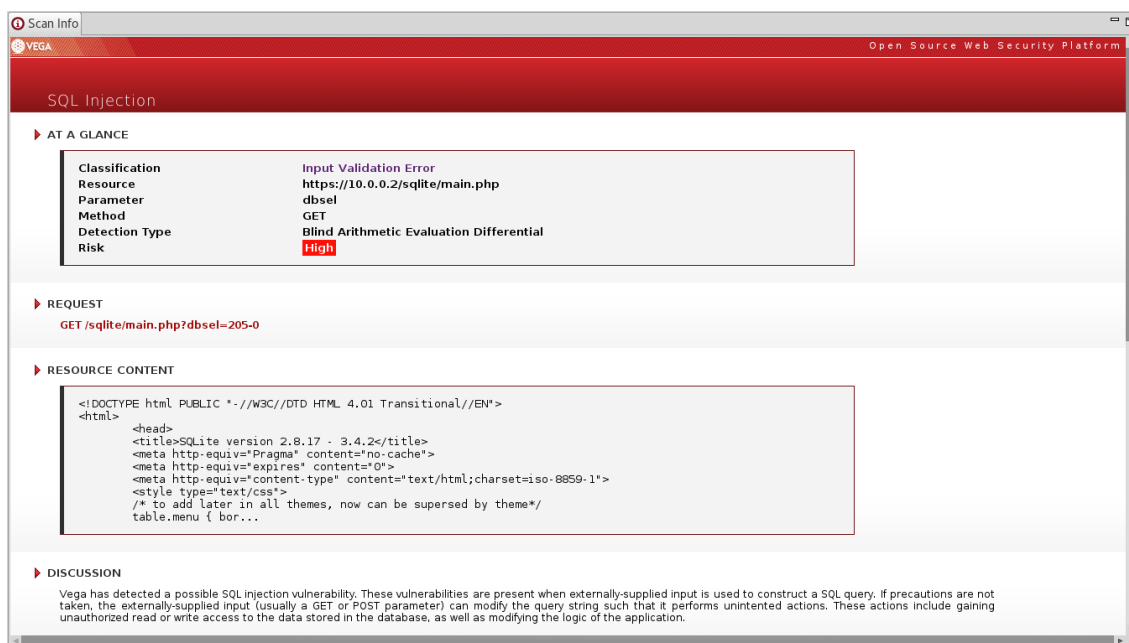 Scan Info
VEGA
Open Source Web Security Platform
SQL Injection
AT A GLANCE
Classification Input Validation Error
Resource https://10.0.0.2/sqlite/main.php
Parameter dbsel
Method GET
Detection Type Blind Arithmetic Evaluation Differential
Risk High
REQUEST
GET /sqlite/main.php?dbsel=205-0
RESOURCE CONTENT
<!DOCTYPE html PUBLIC "-//W3C//DTD HTML 4.01 Transitional//EN">
<html>
<head>
<title>SQLite version 2.8.17 - 3.4.2</title>
<meta http-equiv="Pragma" content="no-cache">
<meta http-equiv="expires" content="0">
<meta http-equiv="content-type" content="text/html;charset=iso-8859-1">
<style type="text/css">
/* to add later in all themes, now can be supersed by theme*/
table.menu { bor...
DISCUSSION
Vega has detected a possible SQL injection vulnerability. These vulnerabilities are present when externally-supplied input is used to construct a SQL query. If precautions are not
taken, the externally-supplied input (usually a GET or POST parameter) can modify the query string such that it performs unintended actions. These actions include gaining
unauthorized read or write access to the data stored in the database, as well as modifying the logic of the application.